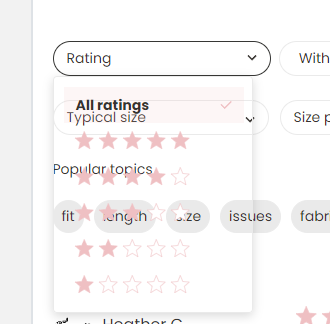 Rating
With
All ratings
Typical size
Size p
Popular topics
fit
length
size
issues
fabr
Heather G